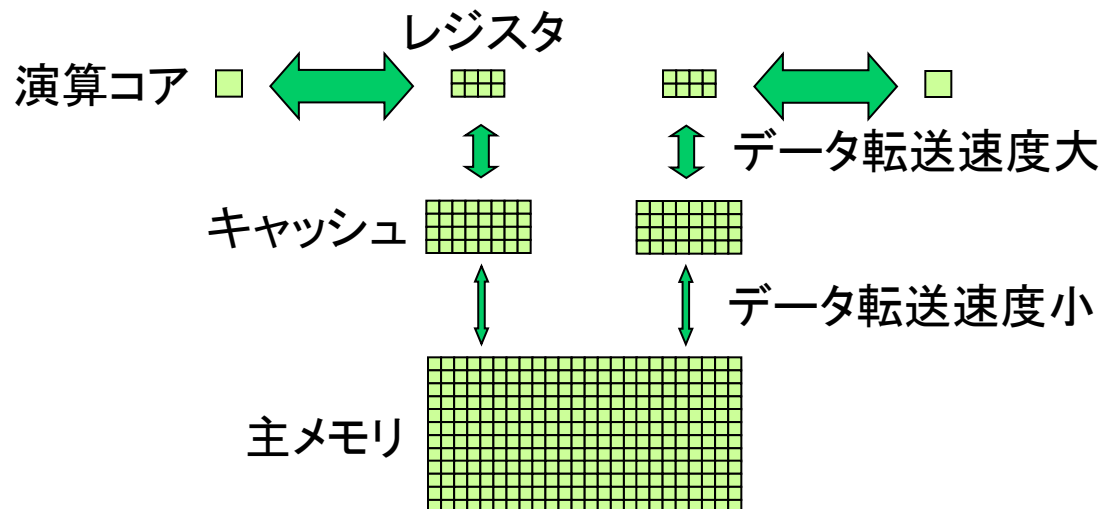 レジスタ
演算コア
データ転送速度大
キャッシュ
データ転送速度小
主メモリ